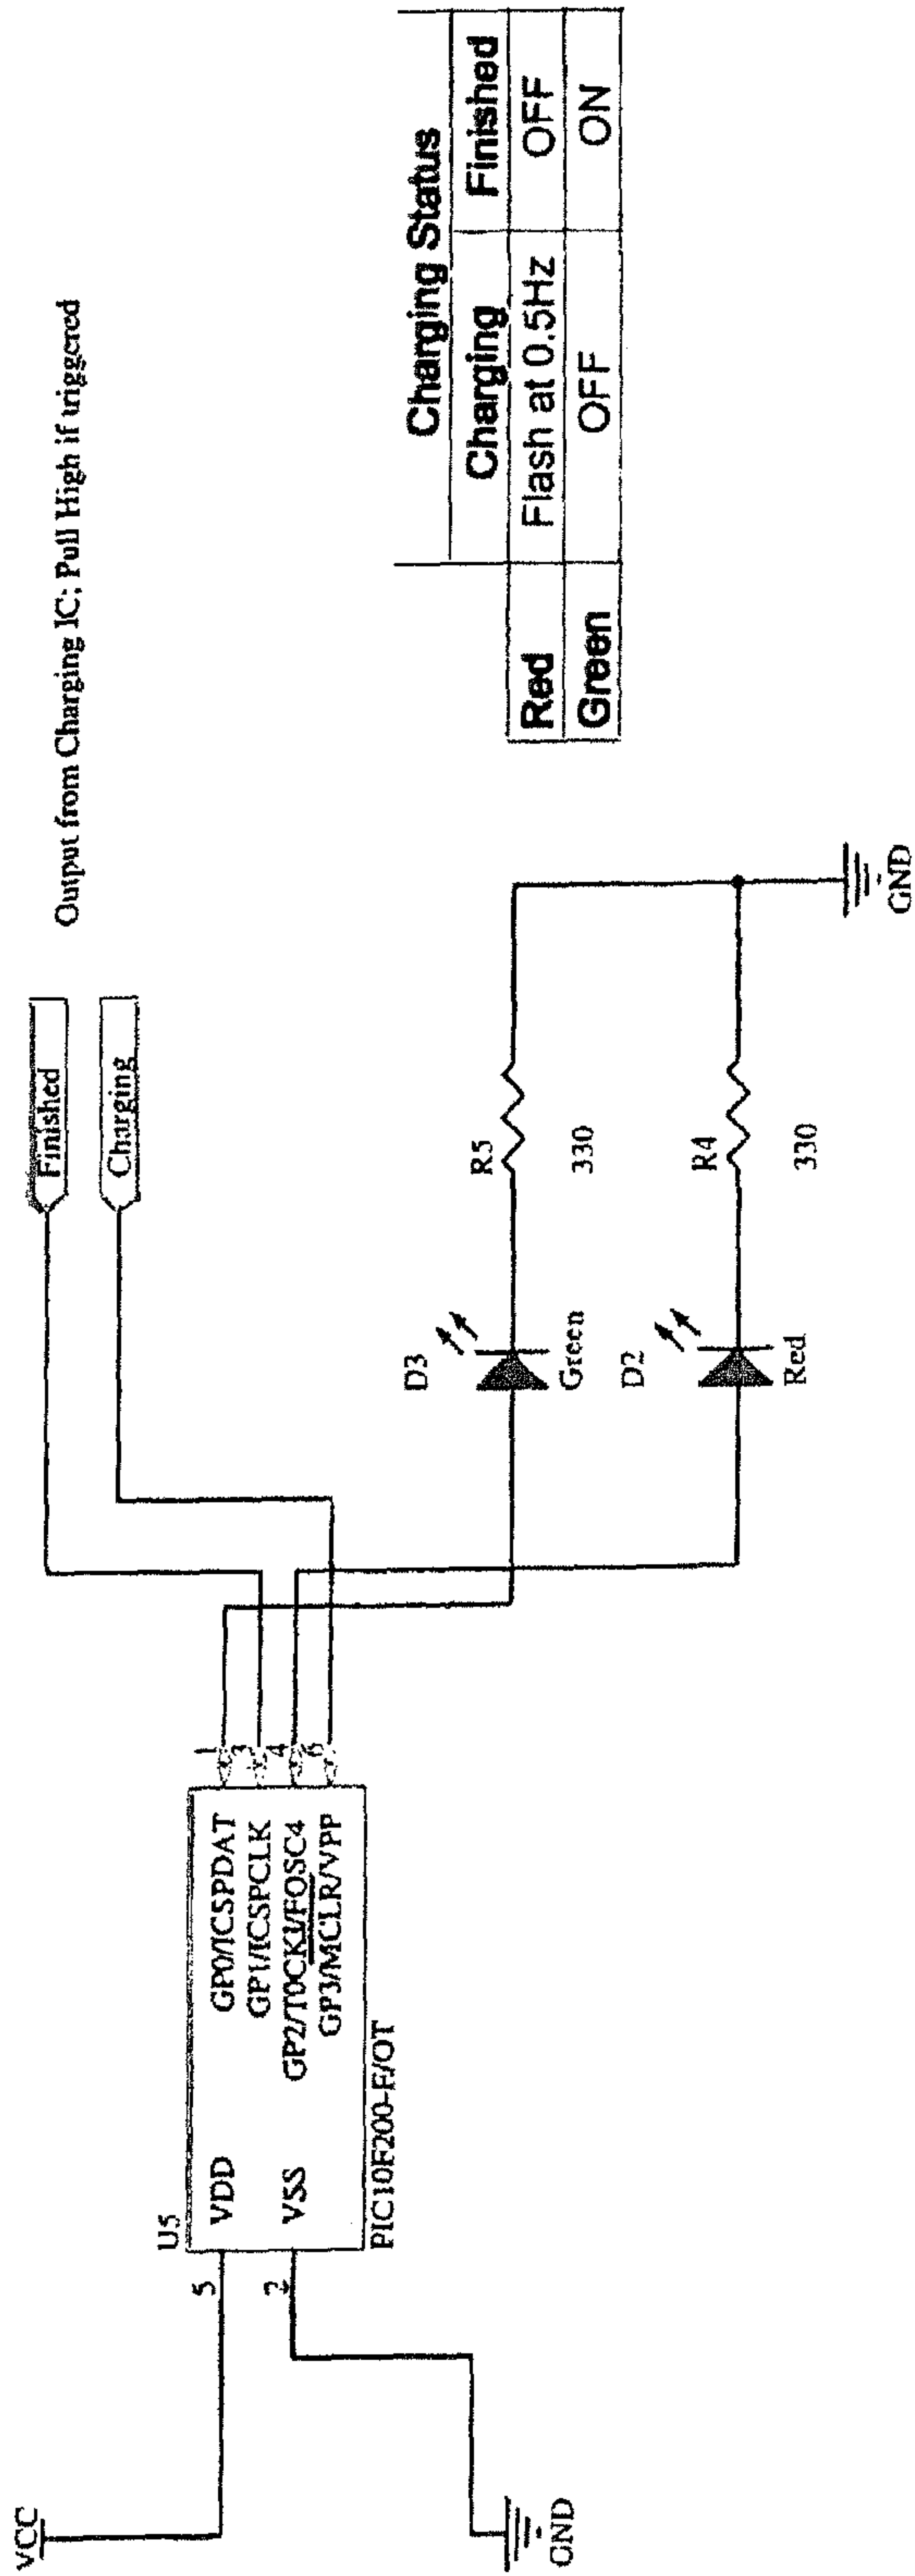 Output from Charging IC; Pull High if triggered
Finished
Charging
VCC
U5
5
VDD
2
VSS
GP0/ICSPDAT
GP1/ICSPCLK
GP2/T0CKI/FOSC4
GP3/MCLR/VPP
1
3
4
6
PIC10F200-E/OT
GND
D3
Green
R5
330
D2
Red
R4
330
GND
Charging Status
Charging Finished
Red Flash at 0.5Hz OFF
Green OFF ON